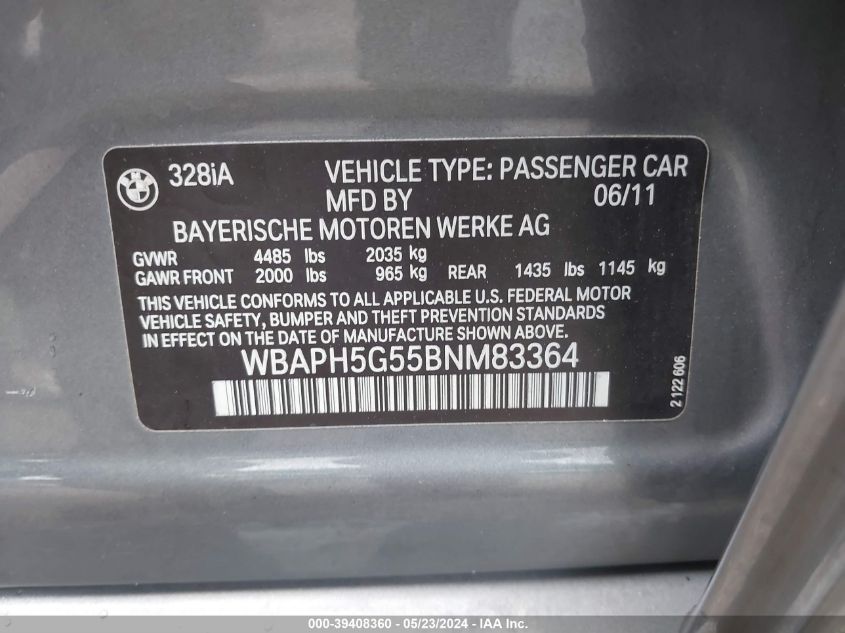 BMW
328iA VEHICLE TYPE: PASSENGER CAR
MFD BY 06/11
BAYERISCHE MOTOREN WERKE AG
GVWR 4485 lbs 2035 kg
GAWR FRONT 2000 lbs 965 kg REAR 1435 lbs 1145 kg
THIS VEHICLE CONFORMS TO ALL APPLICABLE U.S. FEDERAL MOTOR
VEHICLE SAFETY, BUMPER AND THEFT PREVENTION STANDARDS
IN EFFECT ON THE DATE OF MANUFACTURE SHOWN ABOVE.
WBAPH5G55BNM83364
2 122 606
000-39408360 - 05/23/2024 - IAA Inc.